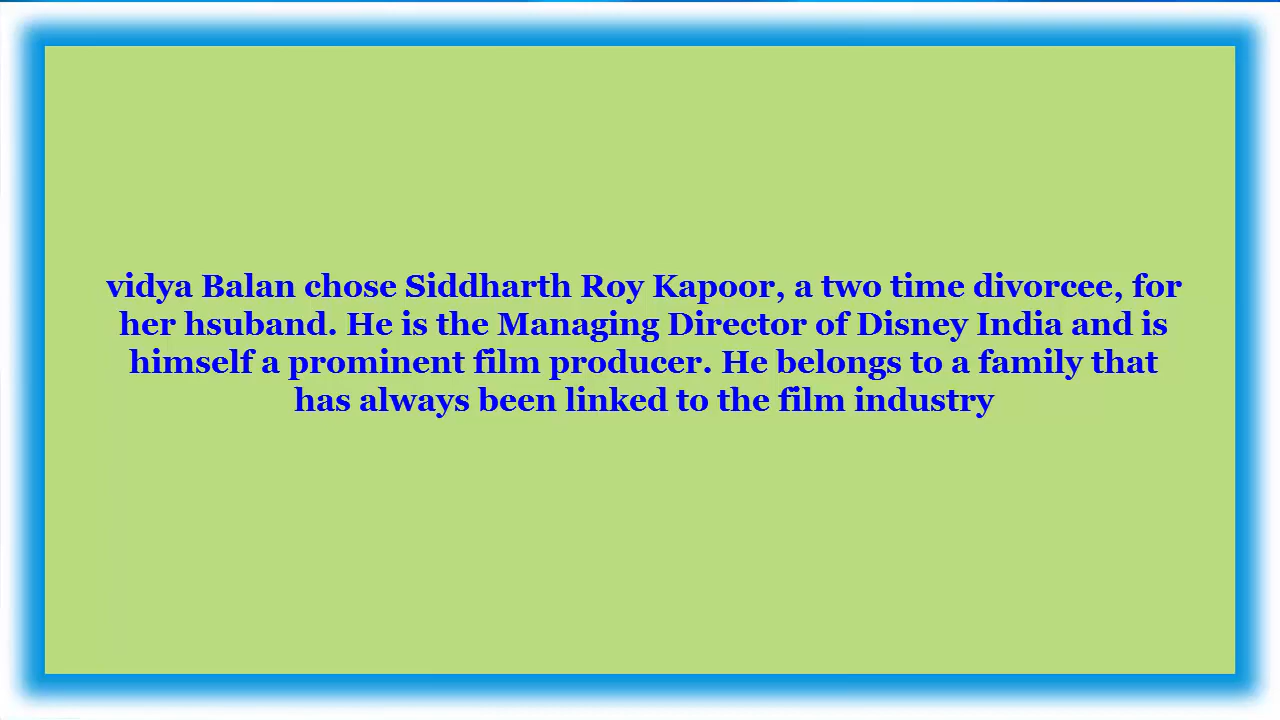 vidya Balan chose Siddharth Roy Kapoor, a two time divorcee, for
her hsuband. He is the Managing Director of Disney India and is
himself a prominent film producer. He belongs to a family that
has always been linked to the film industry